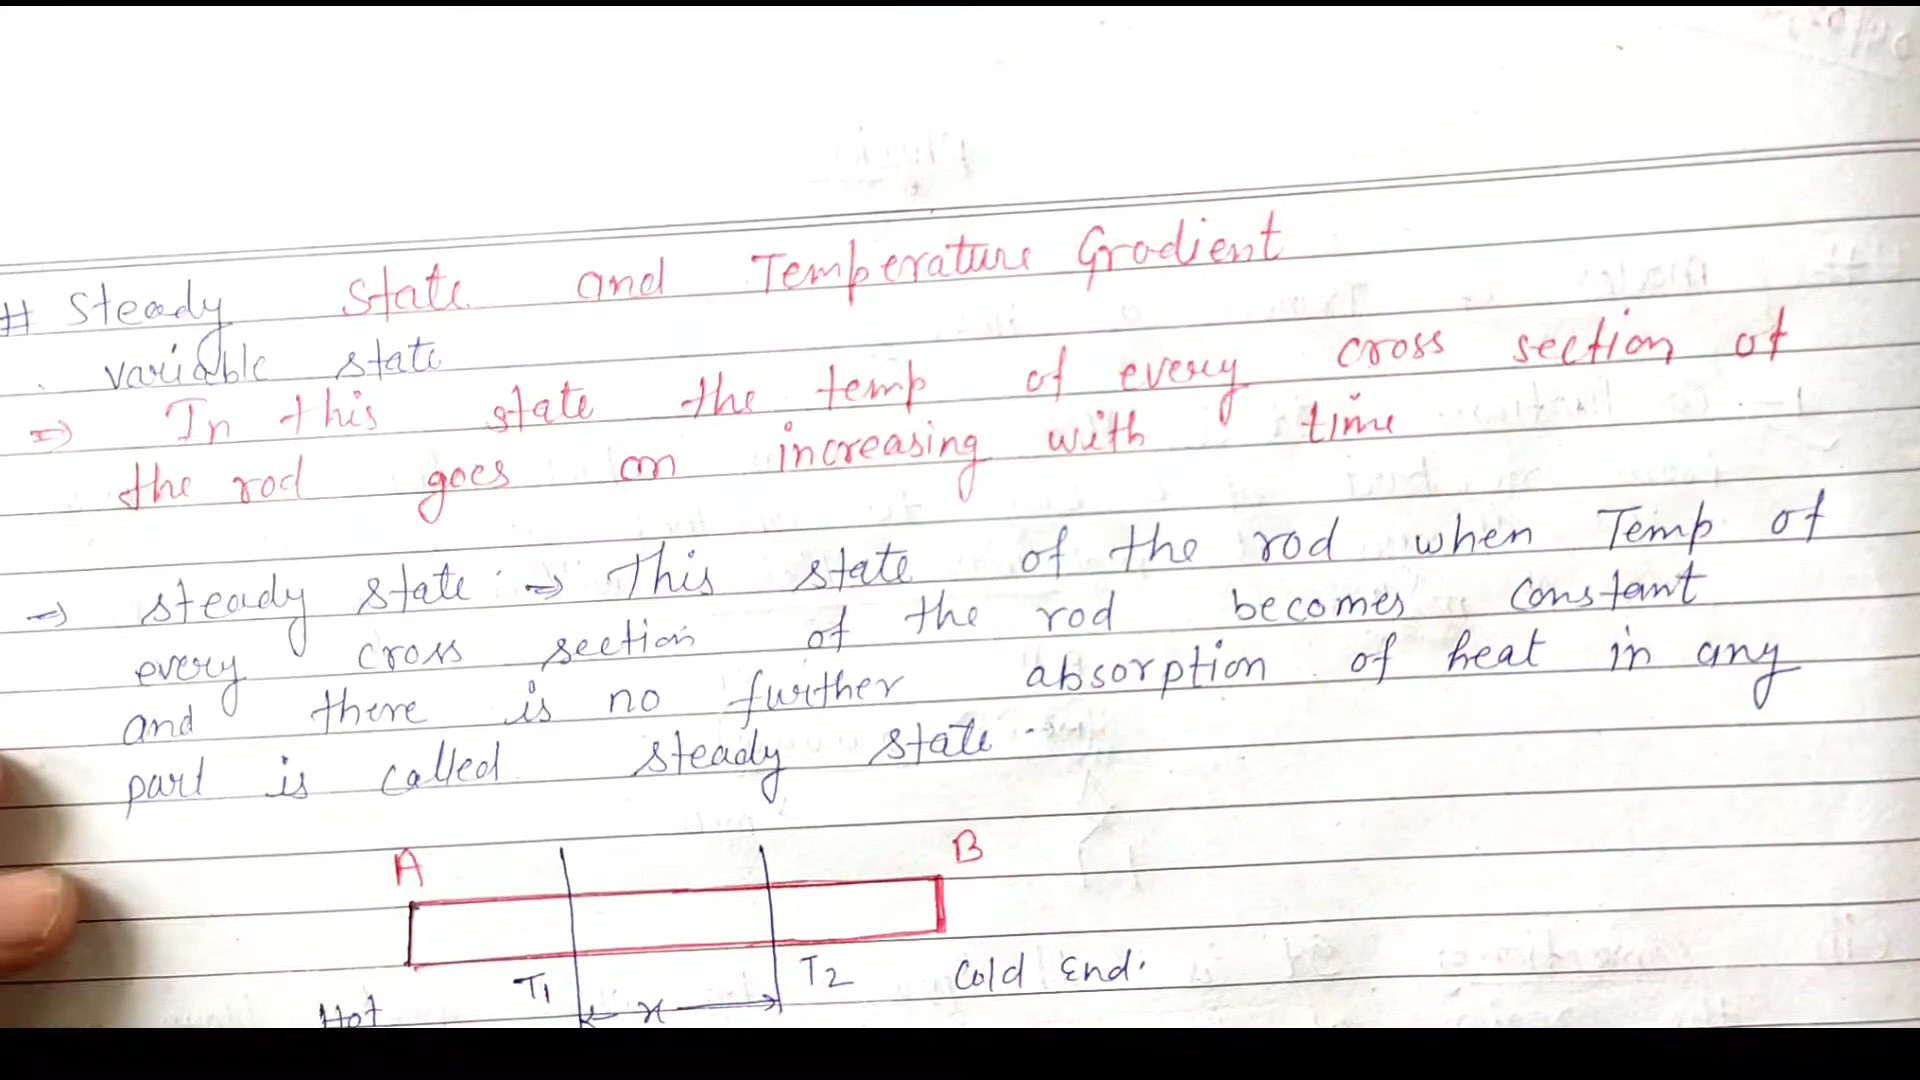 # Steady state and Temperature Gradient
variable state
⇒ In this state the temp of every cross section of
the rod goes on increasing with time
⇒ steady state :⇒ This state of the rod when Temp of
every cross section of the rod becomes constant
and there is no further absorption of heat in any
part is called steady state
A B
T1 T2 Cold End.
Hot x